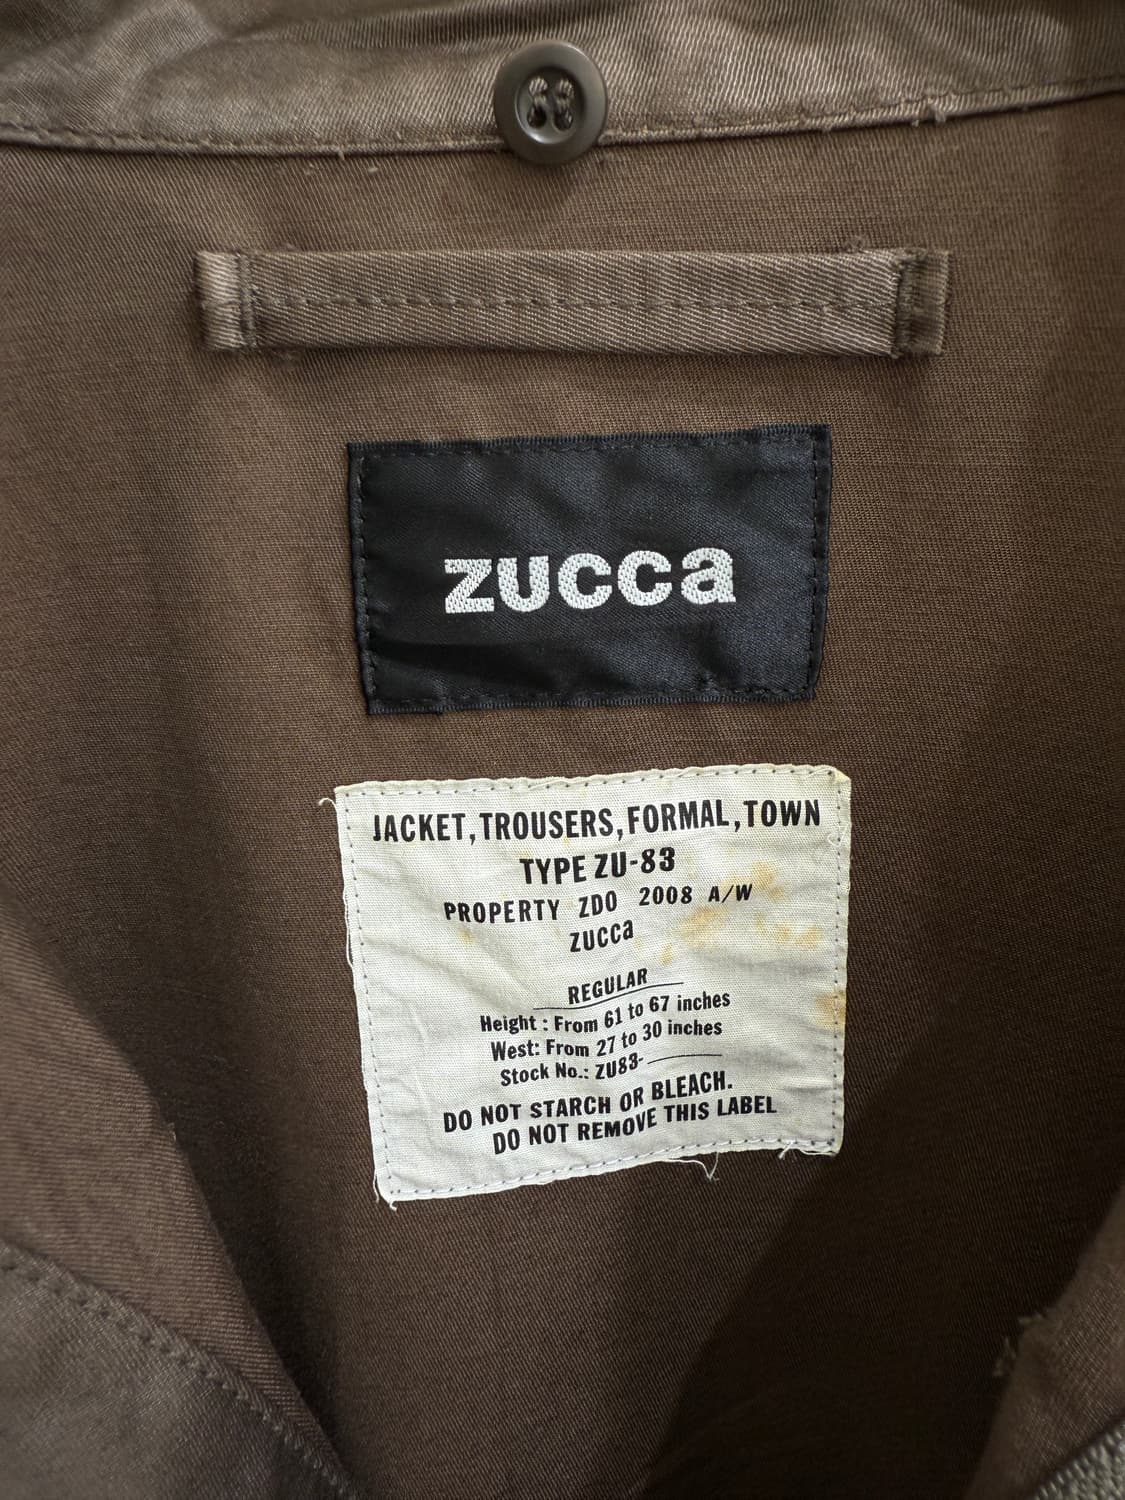 zucca
JACKET, TROUSERS, FORMAL, TOWN
TYPE ZU-83
PROPERTY ZDO 2008 A/W
zucca
REGULAR
Height : From 61 to 67 inches
West: From 27 to 30 inches
Stock No.: ZU83-
DO NOT STARCH OR BLEACH.
DO NOT REMOVE THIS LABEL